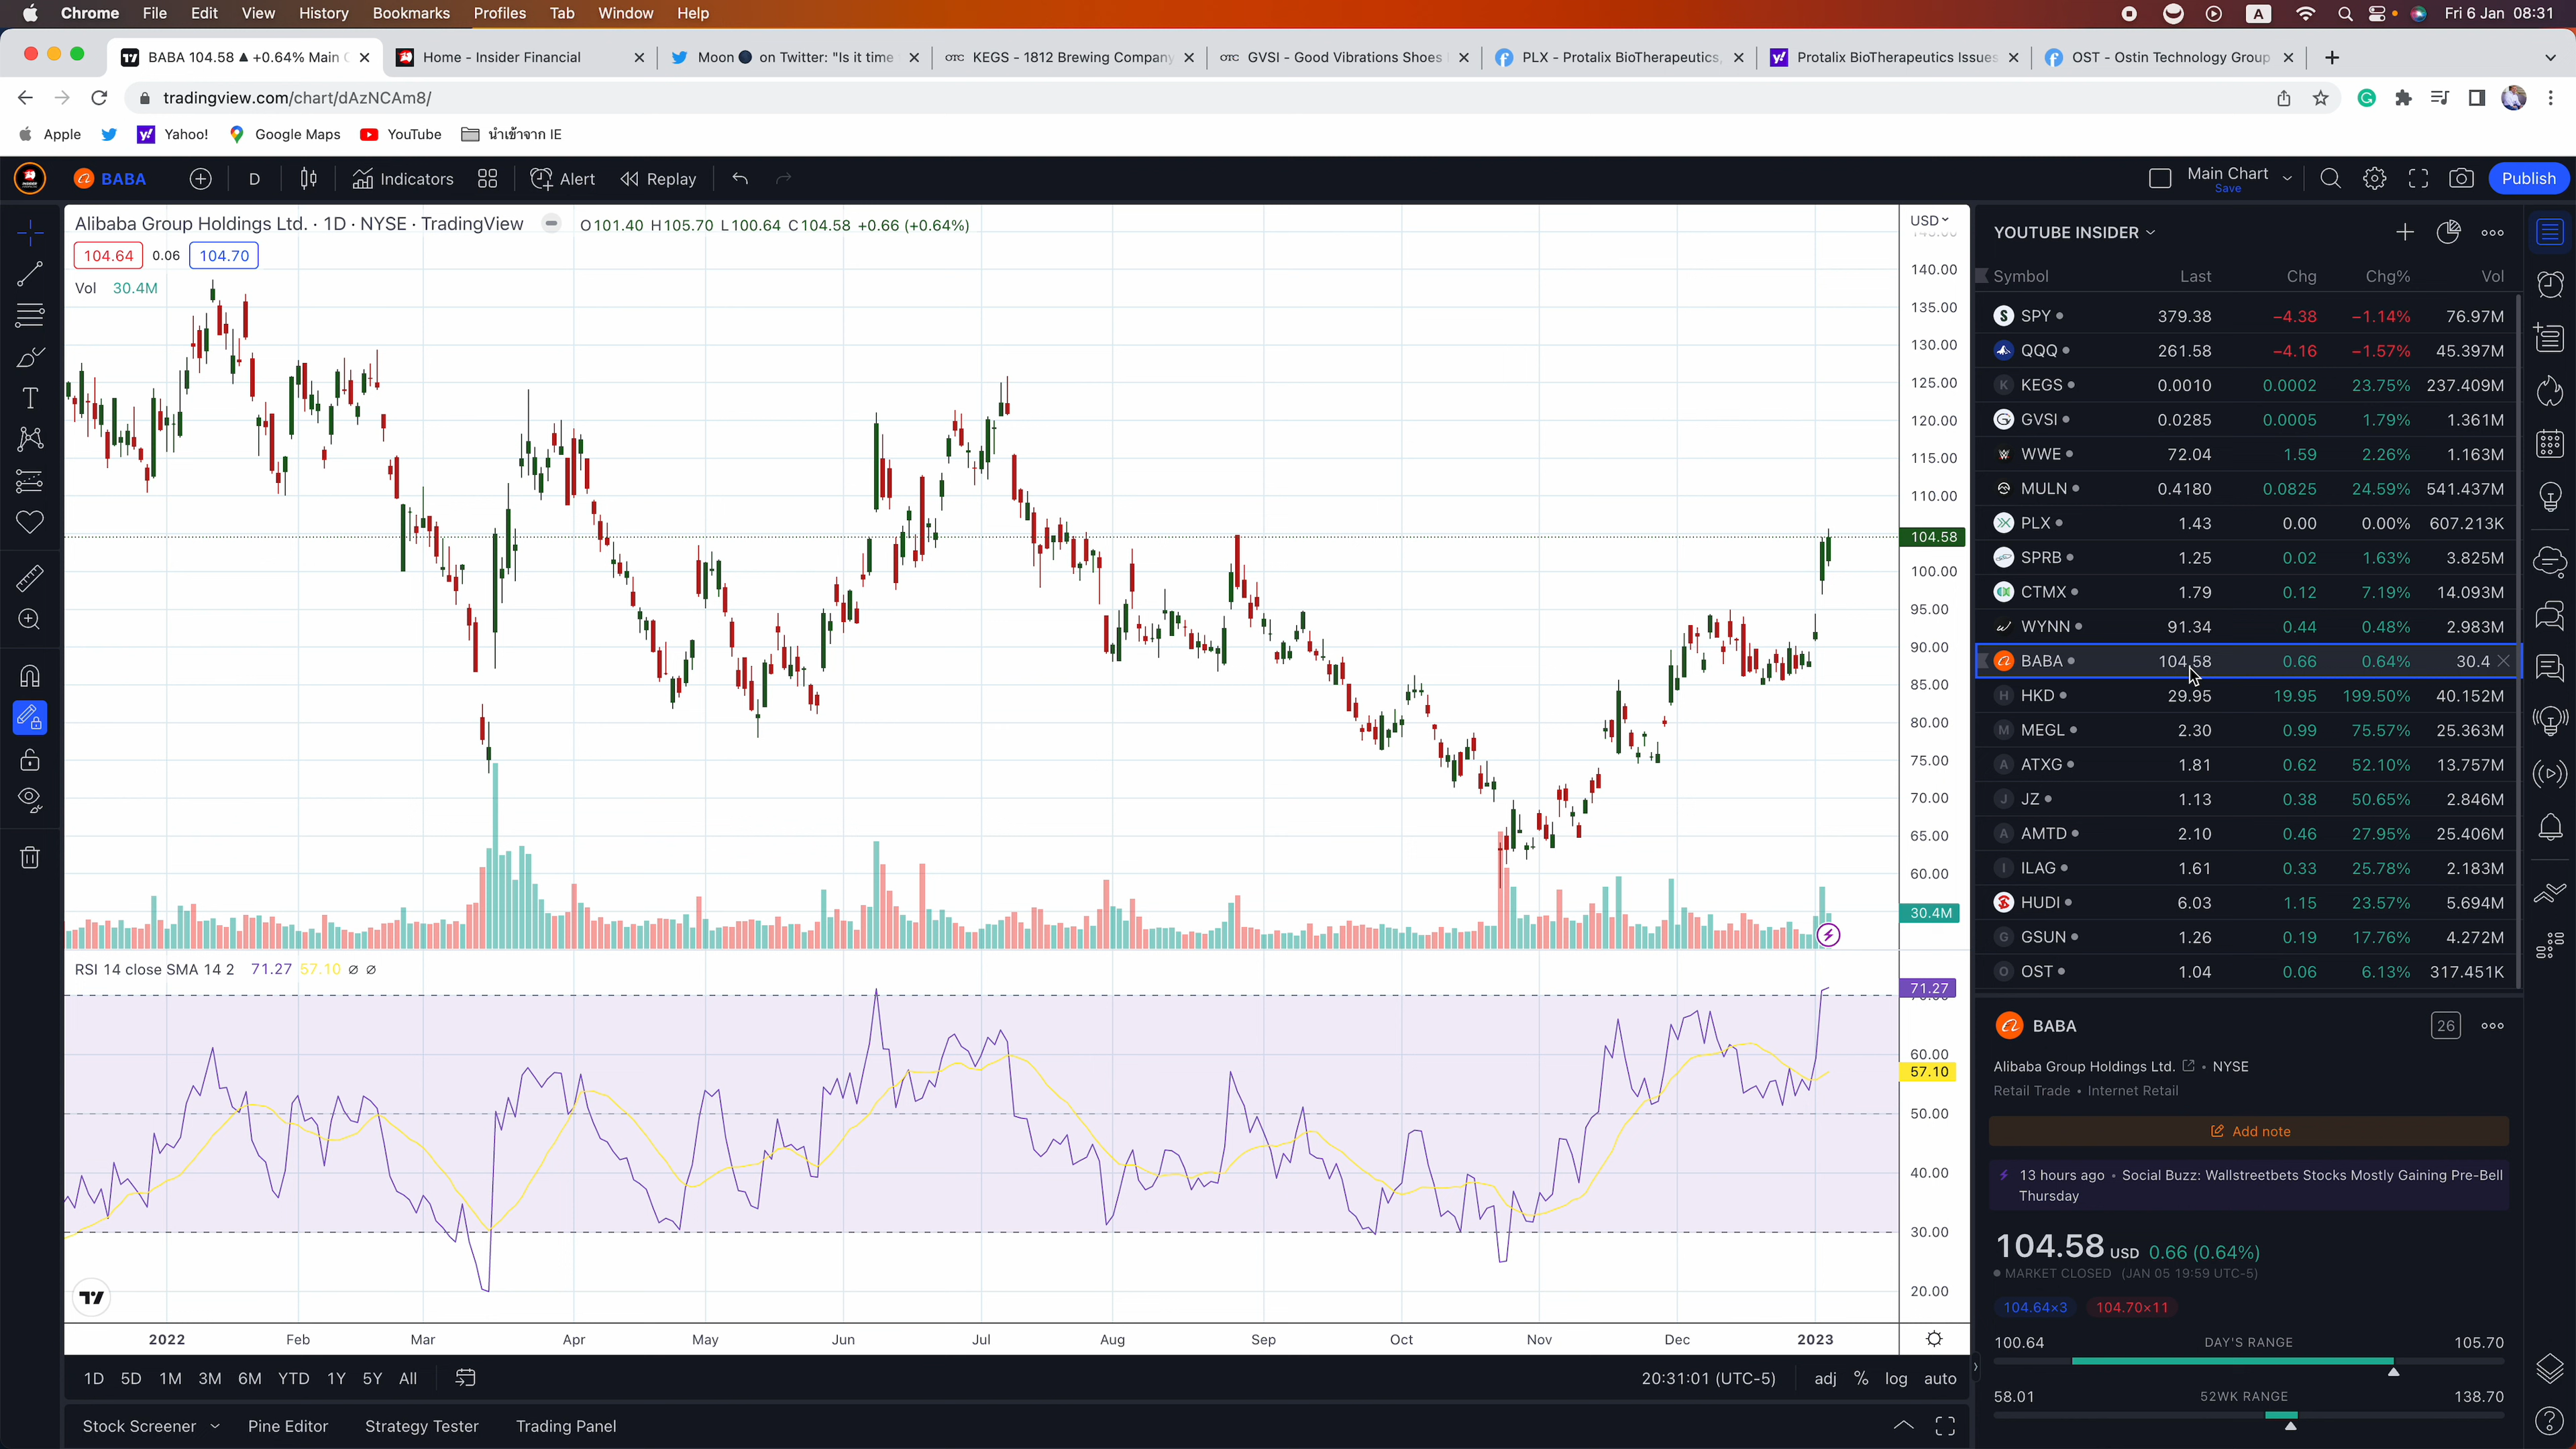 Chrome File Edit View History Bookmarks Profiles Tab Window Help A Fri 6 Jan 08:31
BABA 104.58 ▲ +0.64% Main Home - Insider Financial Moon 🌑 on Twitter: "Is it time OTC KEGS - 1812 Brewing Company OTC GVSI - Good Vibrations Shoes PLX - Protalix BioTherapeutics, Protalix BioTherapeutics Issues OST - Ostin Technology Group
tradingview.com/chart/dAzNCAm8/
Apple Yahoo! Google Maps YouTube นำเข้าจาก IE
BABA D Indicators Alert Replay Main Chart Save Publish
Alibaba Group Holdings Ltd. · 1D · NYSE · TradingView O101.40 H105.70 L100.64 C104.58 +0.66 (+0.64%)
104.64 0.06 104.70
Vol 30.4M
USD
140.00
135.00
130.00
125.00
120.00
115.00
110.00
104.58
100.00
95.00
90.00
85.00
80.00
75.00
70.00
65.00
60.00
30.4M
RSI 14 close SMA 14 2 71.27 57.10 ∅ ∅
71.27
60.00
57.10
50.00
40.00
30.00
20.00
2022 Feb Mar Apr May Jun Jul Aug Sep Oct Nov Dec 2023
1D 5D 1M 3M 6M YTD 1Y 5Y All 20:31:01 (UTC-5) adj % log auto
Stock Screener Pine Editor Strategy Tester Trading Panel
YOUTUBE INSIDER
Symbol Last Chg Chg% Vol
SPY 379.38 −4.38 −1.14% 76.97M
QQQ 261.58 −4.16 −1.57% 45.397M
KEGS 0.0010 0.0002 23.75% 237.409M
GVSI 0.0285 0.0005 1.79% 1.361M
WWE 72.04 1.59 2.26% 1.163M
MULN 0.4180 0.0825 24.59% 541.437M
PLX 1.43 0.00 0.00% 607.213K
SPRB 1.25 0.02 1.63% 3.825M
CTMX 1.79 0.12 7.19% 14.093M
WYNN 91.34 0.44 0.48% 2.983M
BABA 104.58 0.66 0.64% 30.4
HKD 29.95 19.95 199.50% 40.152M
MEGL 2.30 0.99 75.57% 25.363M
ATXG 1.81 0.62 52.10% 13.757M
JZ 1.13 0.38 50.65% 2.846M
AMTD 2.10 0.46 27.95% 25.406M
ILAG 1.61 0.33 25.78% 2.183M
HUDI 6.03 1.15 23.57% 5.694M
GSUN 1.26 0.19 17.76% 4.272M
OST 1.04 0.06 6.13% 317.451K
BABA 26
Alibaba Group Holdings Ltd. • NYSE
Retail Trade • Internet Retail
Add note
13 hours ago • Social Buzz: Wallstreetbets Stocks Mostly Gaining Pre-Bell
Thursday
104.58 USD 0.66 (0.64%)
MARKET CLOSED (JAN 05 19:59 UTC-5)
104.64×3 104.70×11
100.64 DAY'S RANGE 105.70
58.01 52WK RANGE 138.70